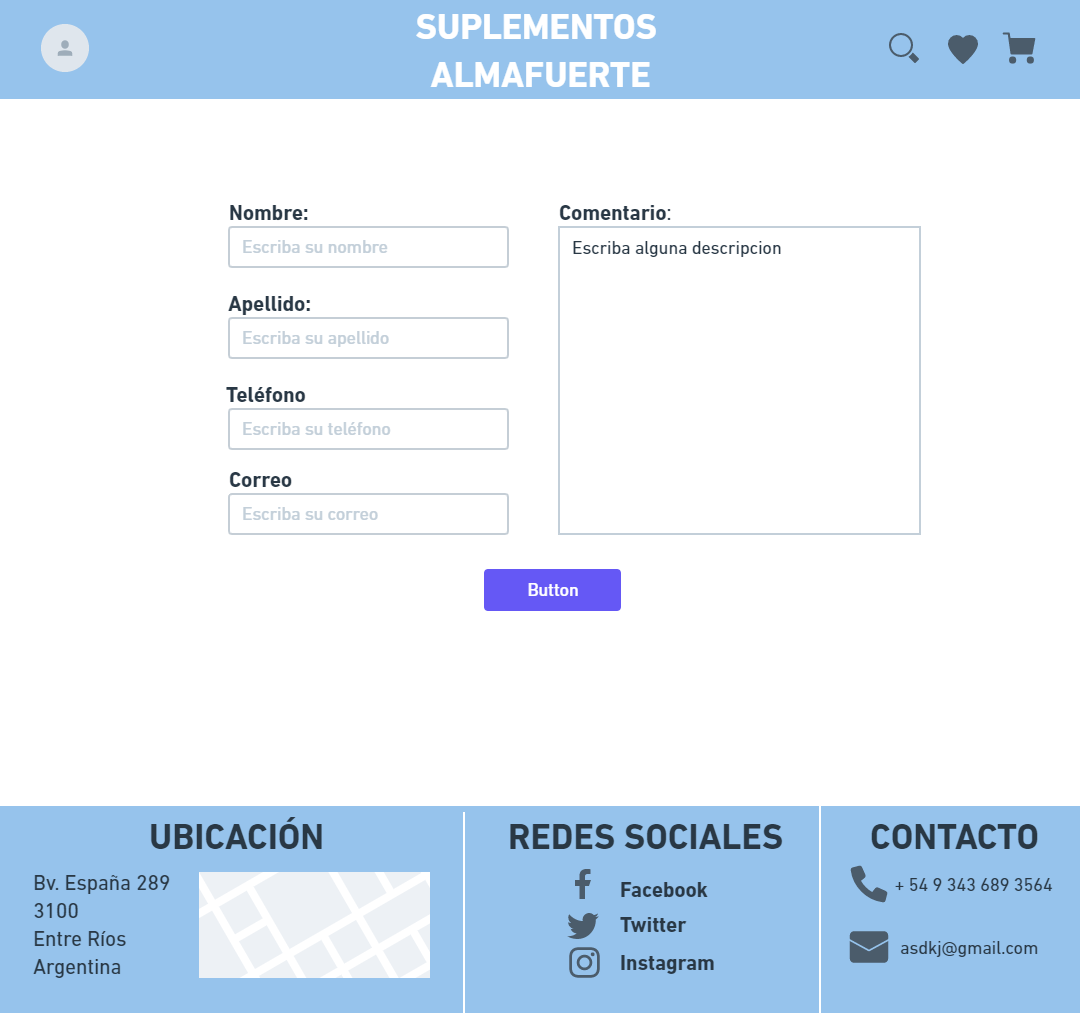 SUPLEMENTOS
ALMAFUERTE
Nombre:
Escriba su nombre
Apellido:
Escriba su apellido
Teléfono
Escriba su teléfono
Correo
Escriba su correo
Comentario:
Escriba alguna descripcion
Button
UBICACIÓN
Bv. España 289
3100
Entre Ríos
Argentina
REDES SOCIALES
Facebook
Twitter
Instagram
CONTACTO
+ 54 9 343 689 3564
asdkj@gmail.com